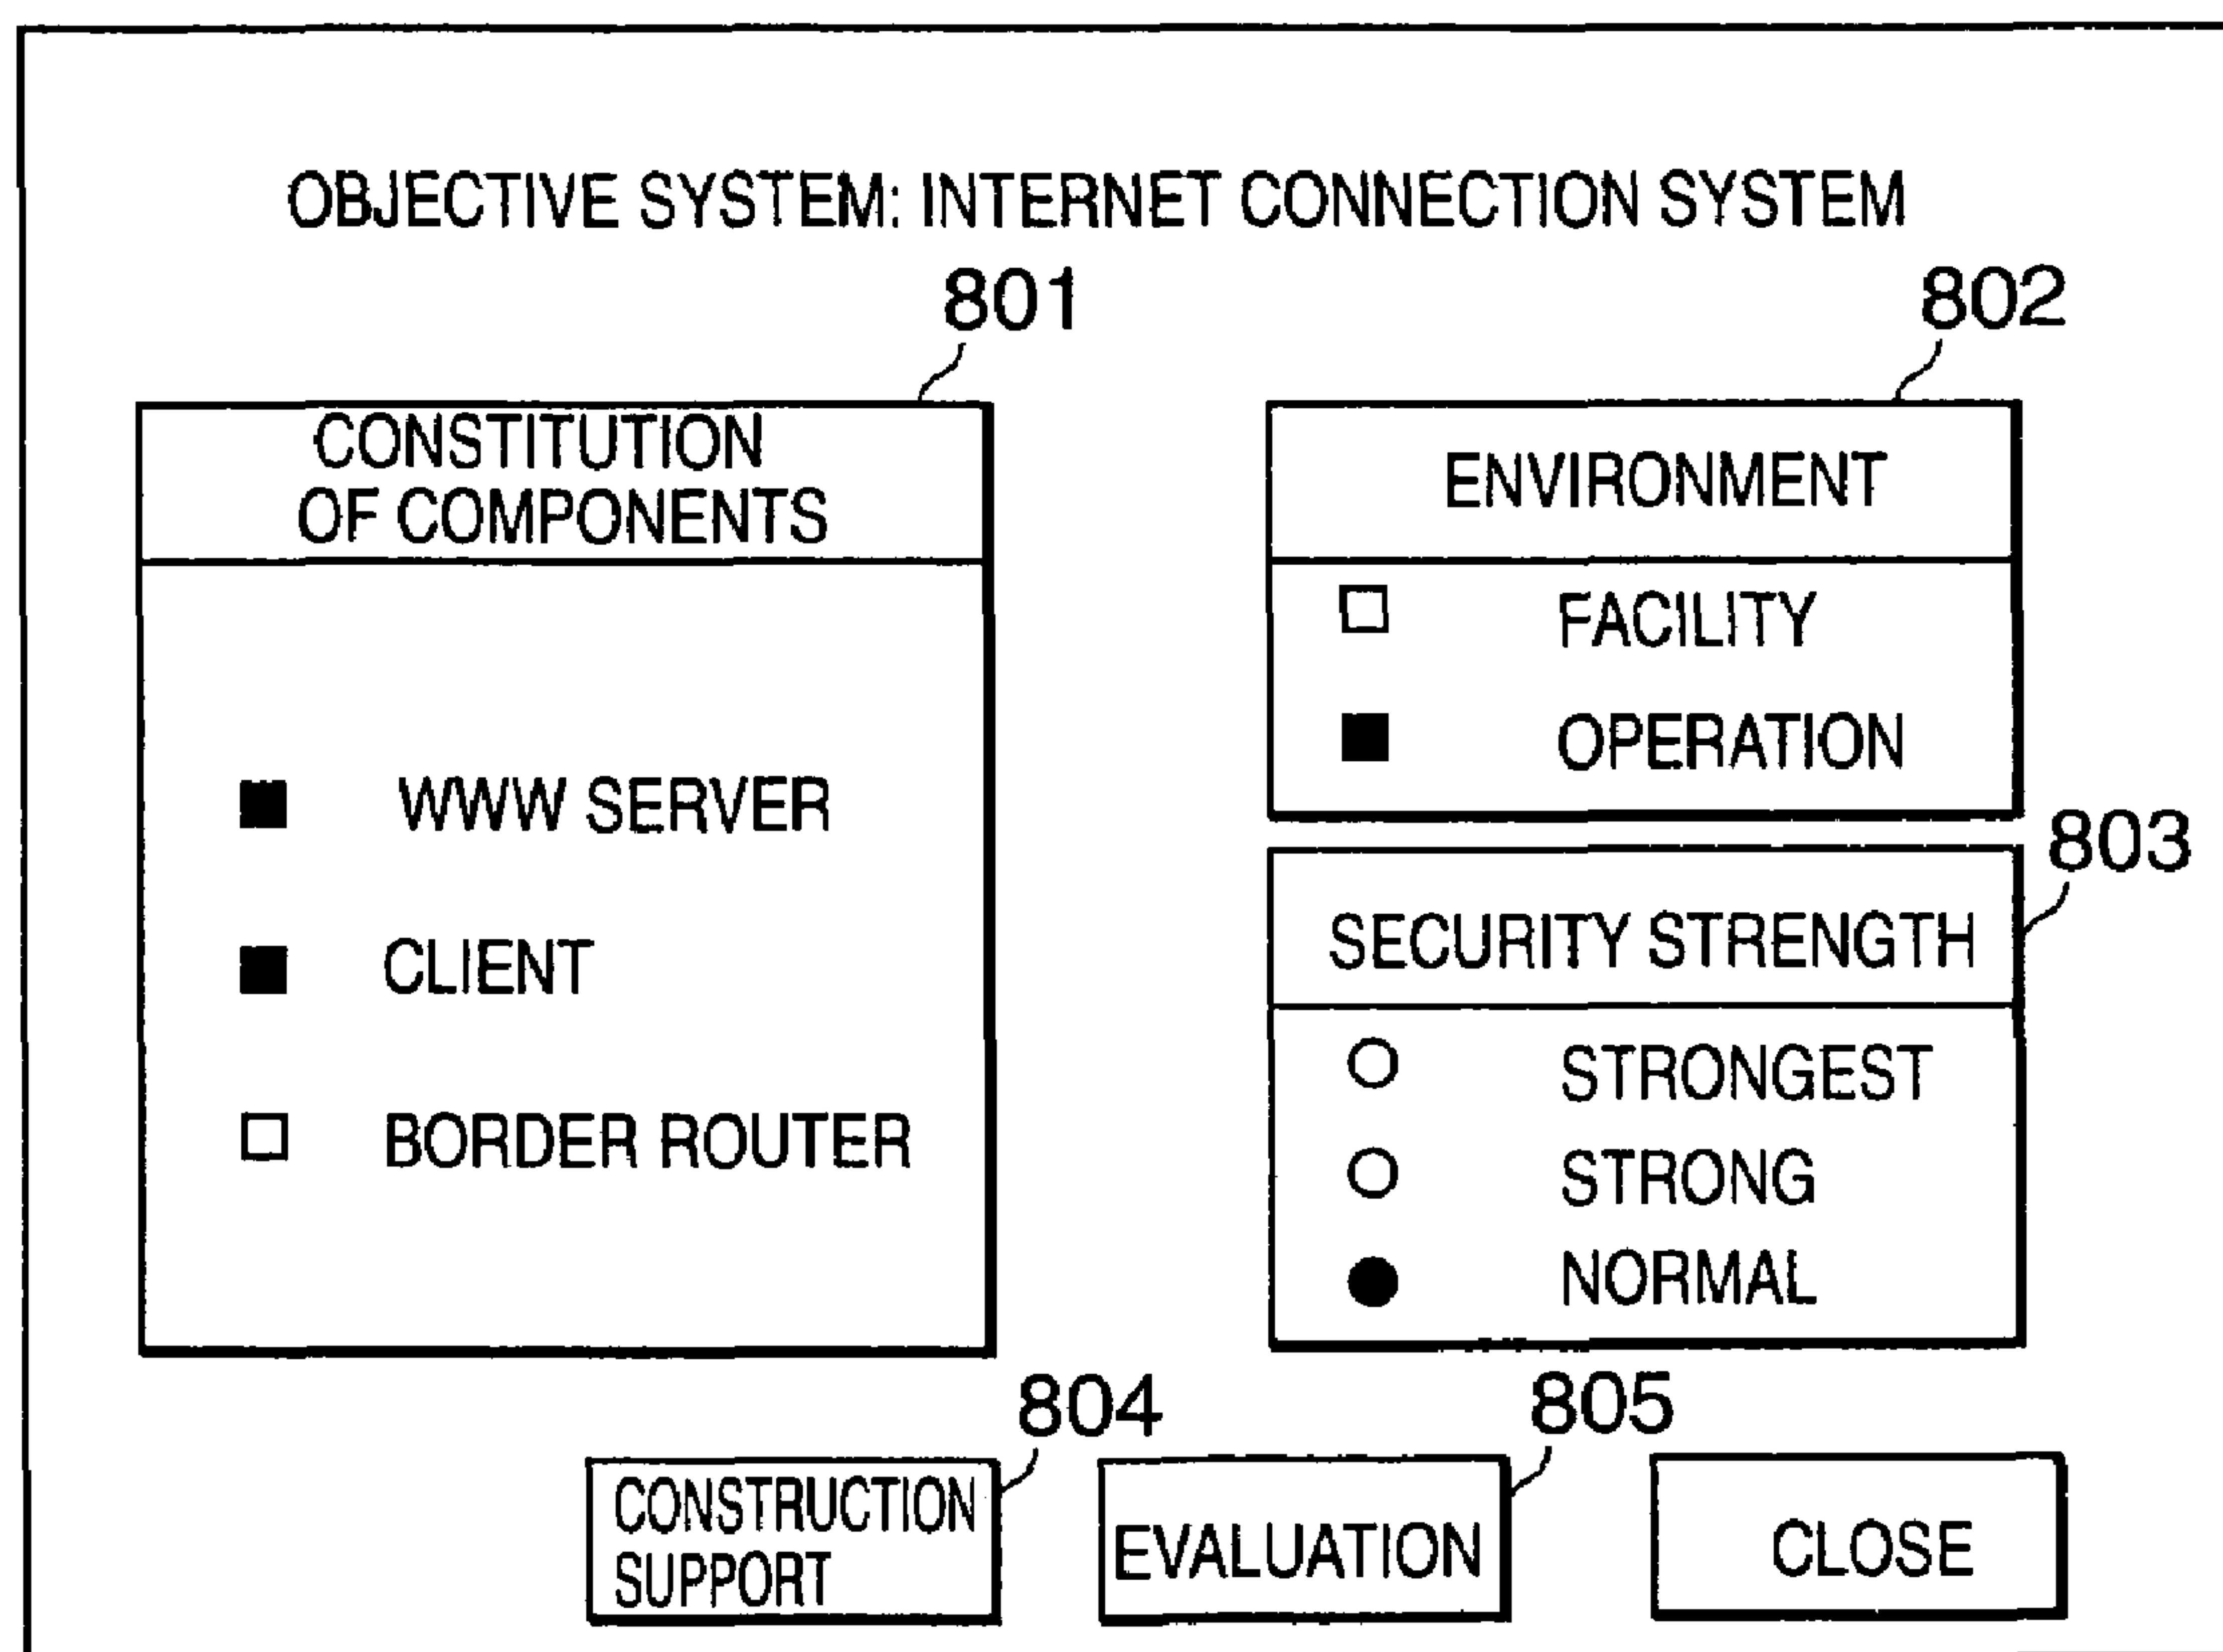 OBJECTIVE SYSTEM: INTERNET CONNECTION SYSTEM
801
CONSTITUTION
OF COMPONENTS
WWW SERVER
CLIENT
BORDER ROUTER
802
ENVIRONMENT
FACILITY
OPERATION
803
SECURITY STRENGTH
STRONGEST
STRONG
NORMAL
804
CONSTRUCTION
SUPPORT
805
EVALUATION
CLOSE